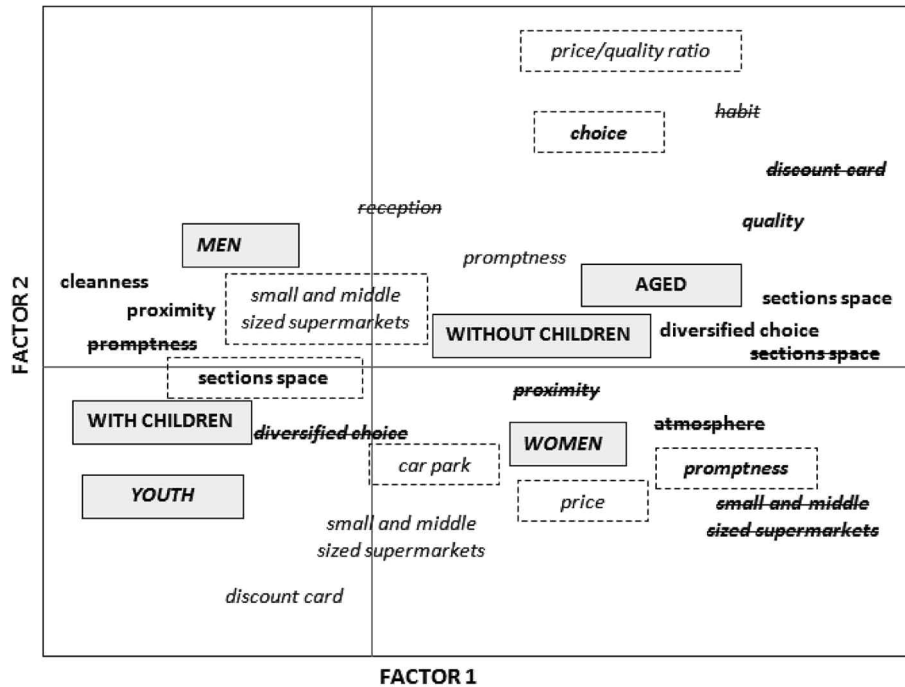 price/quality ratio
habit
choice
discount card
reception
quality
MEN
promptness
AGED
cleanness
small and middle
sized supermarkets
sections space
proximity
WITHOUT CHILDREN
diversified choice
promptness
sections space
sections space
proximity
WITH CHILDREN
diversified choice
WOMEN
atmosphere
car park
promptness
YOUTH
price
small and middle
sized supermarkets
small and middle
sized supermarkets
discount card
FACTOR 2
FACTOR 1